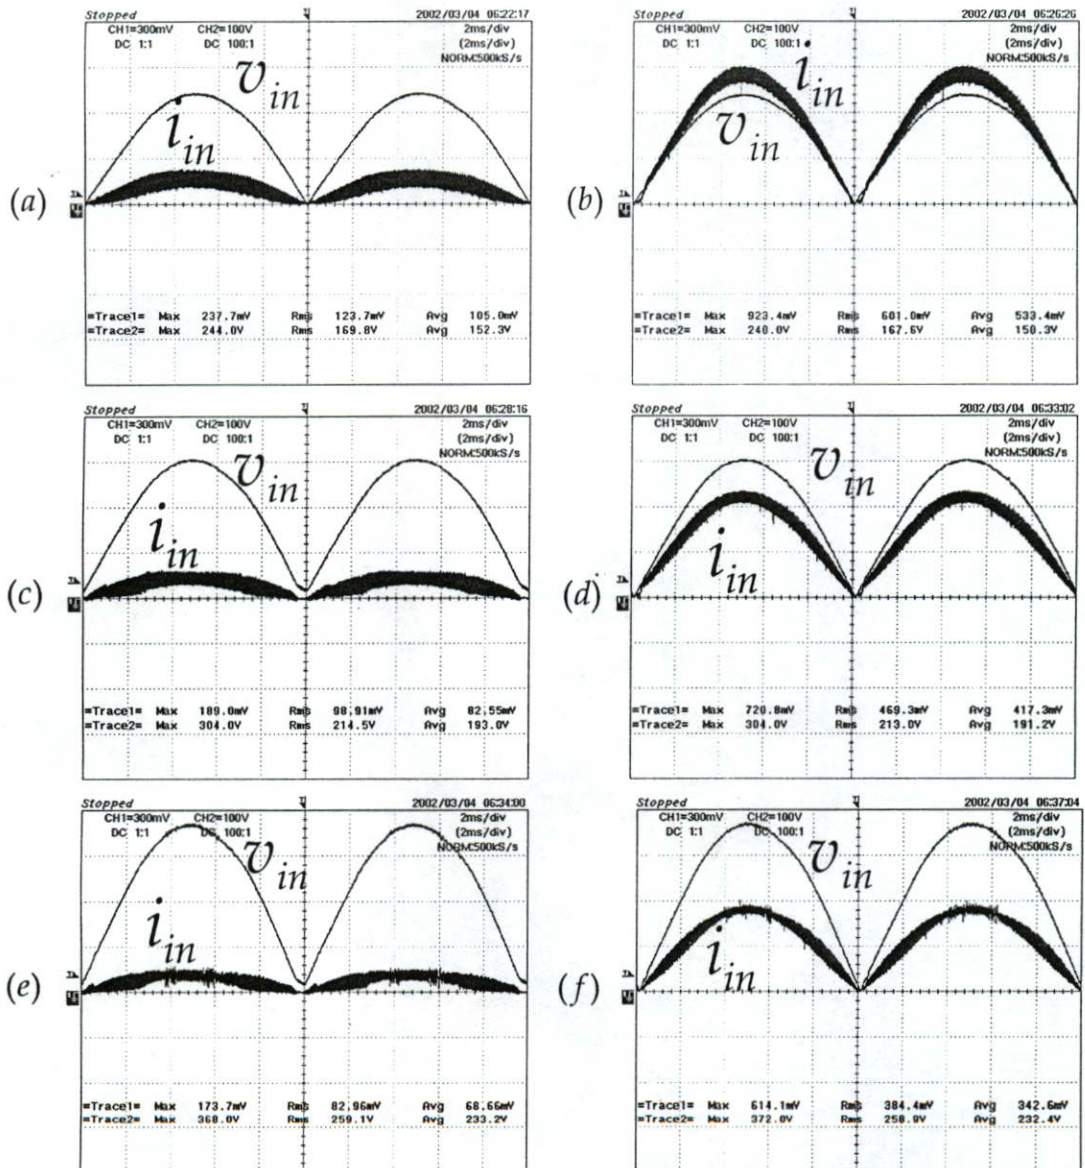 Stopped 2002/03/04 06:22:17
CH1=300mV CH2=100V 2ms/div
DC 1:1 DC 100:1 (2ms/div)
NORM:500kS/s
v in
i in
(a)
=Trace1= Max 237.7mV Rms 123.7mV Avg 105.0mV
=Trace2= Max 244.0V Rms 169.8V Avg 152.3V
Stopped 2002/03/04 06:26:26
CH1=300mV CH2=100V 2ms/div
DC 1:1 DC 100:1 (2ms/div)
NORM:500kS/s
i in
v in
(b)
=Trace1= Max 923.4mV Rms 601.0mV Avg 533.4mV
=Trace2= Max 240.0V Rms 167.6V Avg 150.3V
Stopped 2002/03/04 06:28:16
CH1=300mV CH2=100V 2ms/div
DC 1:1 DC 100:1 (2ms/div)
NORM:500kS/s
v in
i in
(c)
=Trace1= Max 189.0mV Rms 98.91mV Avg 82.55mV
=Trace2= Max 304.0V Rms 214.5V Avg 193.0V
Stopped 2002/03/04 06:33:02
CH1=300mV CH2=100V 2ms/div
DC 1:1 DC 100:1 (2ms/div)
NORM:500kS/s
v in
i in
(d)
=Trace1= Max 720.8mV Rms 469.3mV Avg 417.3mV
=Trace2= Max 304.0V Rms 213.0V Avg 191.2V
Stopped 2002/03/04 06:34:00
CH1=300mV CH2=100V 2ms/div
DC 1:1 DC 100:1 (2ms/div)
NORM:500kS/s
v in
i in
(e)
=Trace1= Max 173.7mV Rms 82.96mV Avg 68.66mV
=Trace2= Max 368.0V Rms 259.1V Avg 233.2V
Stopped 2002/03/04 06:37:04
CH1=300mV CH2=100V 2ms/div
DC 1:1 DC 100:1 (2ms/div)
NORM:500kS/s
v in
i in
(f)
=Trace1= Max 614.1mV Rms 384.4mV Avg 342.6mV
=Trace2= Max 372.0V Rms 258.8V Avg 232.4V